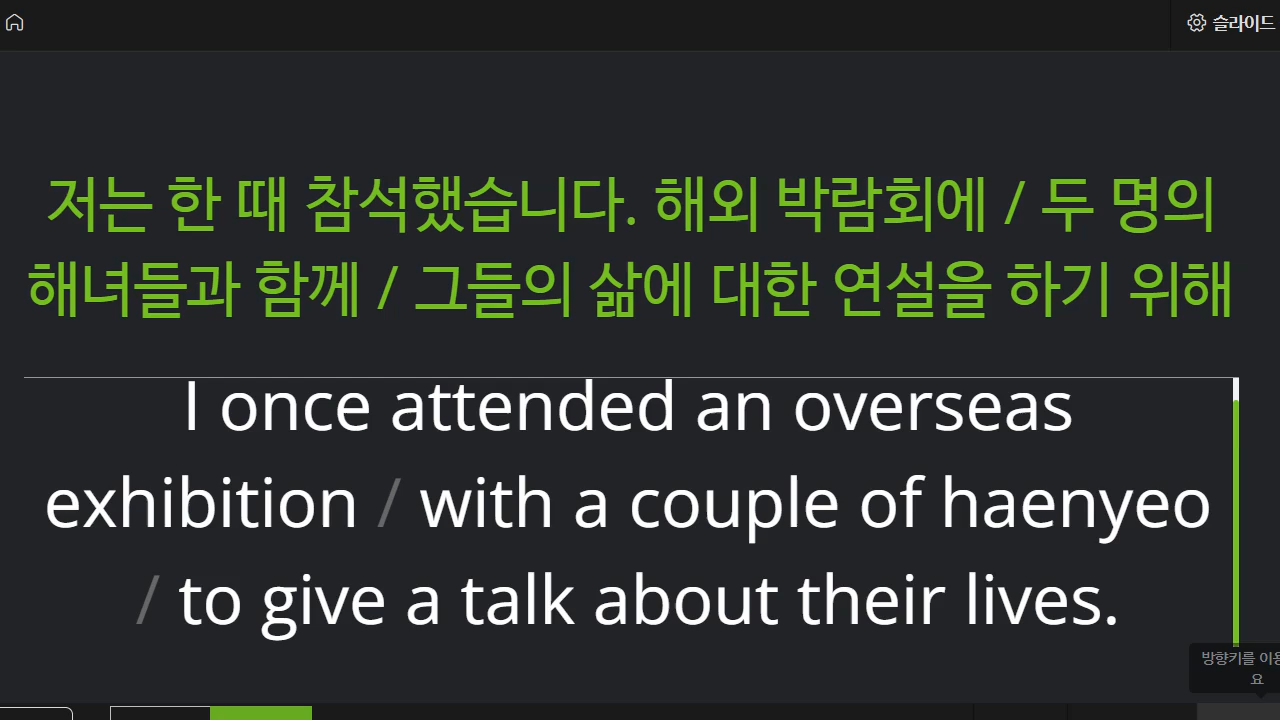 슬라이드
저는 한 때 참석했습니다. 해외 박람회에 / 두 명의
해녀들과 함께 / 그들의 삶에 대한 연설을 하기 위해
I once attended an overseas
exhibition / with a couple of haenyeo
/ to give a talk about their lives.
방향키를
요